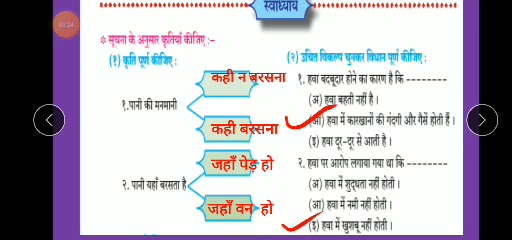 02:24
स्वाध्याय
* सूचना के अनुसार कृतियाँ कीजिए :-
(१) कृति पूर्ण कीजिए :
कही न बरसना
१. पानी की मनमानी
कही बरसना
जहाँ पेड़ हो
२. पानी यहाँ बरसता है
जहाँ वन हो
(२) उचित विकल्प चुनकर विधान पूर्ण कीजिए :
१. हवा बदबूदार होने का कारण है कि --------
(अ) हवा बहती नहीं है ।
(आ) हवा में कारखानों की गंदगी और गैसें होती हैं ।
(इ) हवा दूर-दूर से आती है ।
२. हवा पर आरोप लगाया गया था कि --------
(अ) हवा में शुद्धता नहीं होती ।
(आ) हवा में नमी नहीं होती ।
(इ) हवा में खुशबू नहीं होती ।